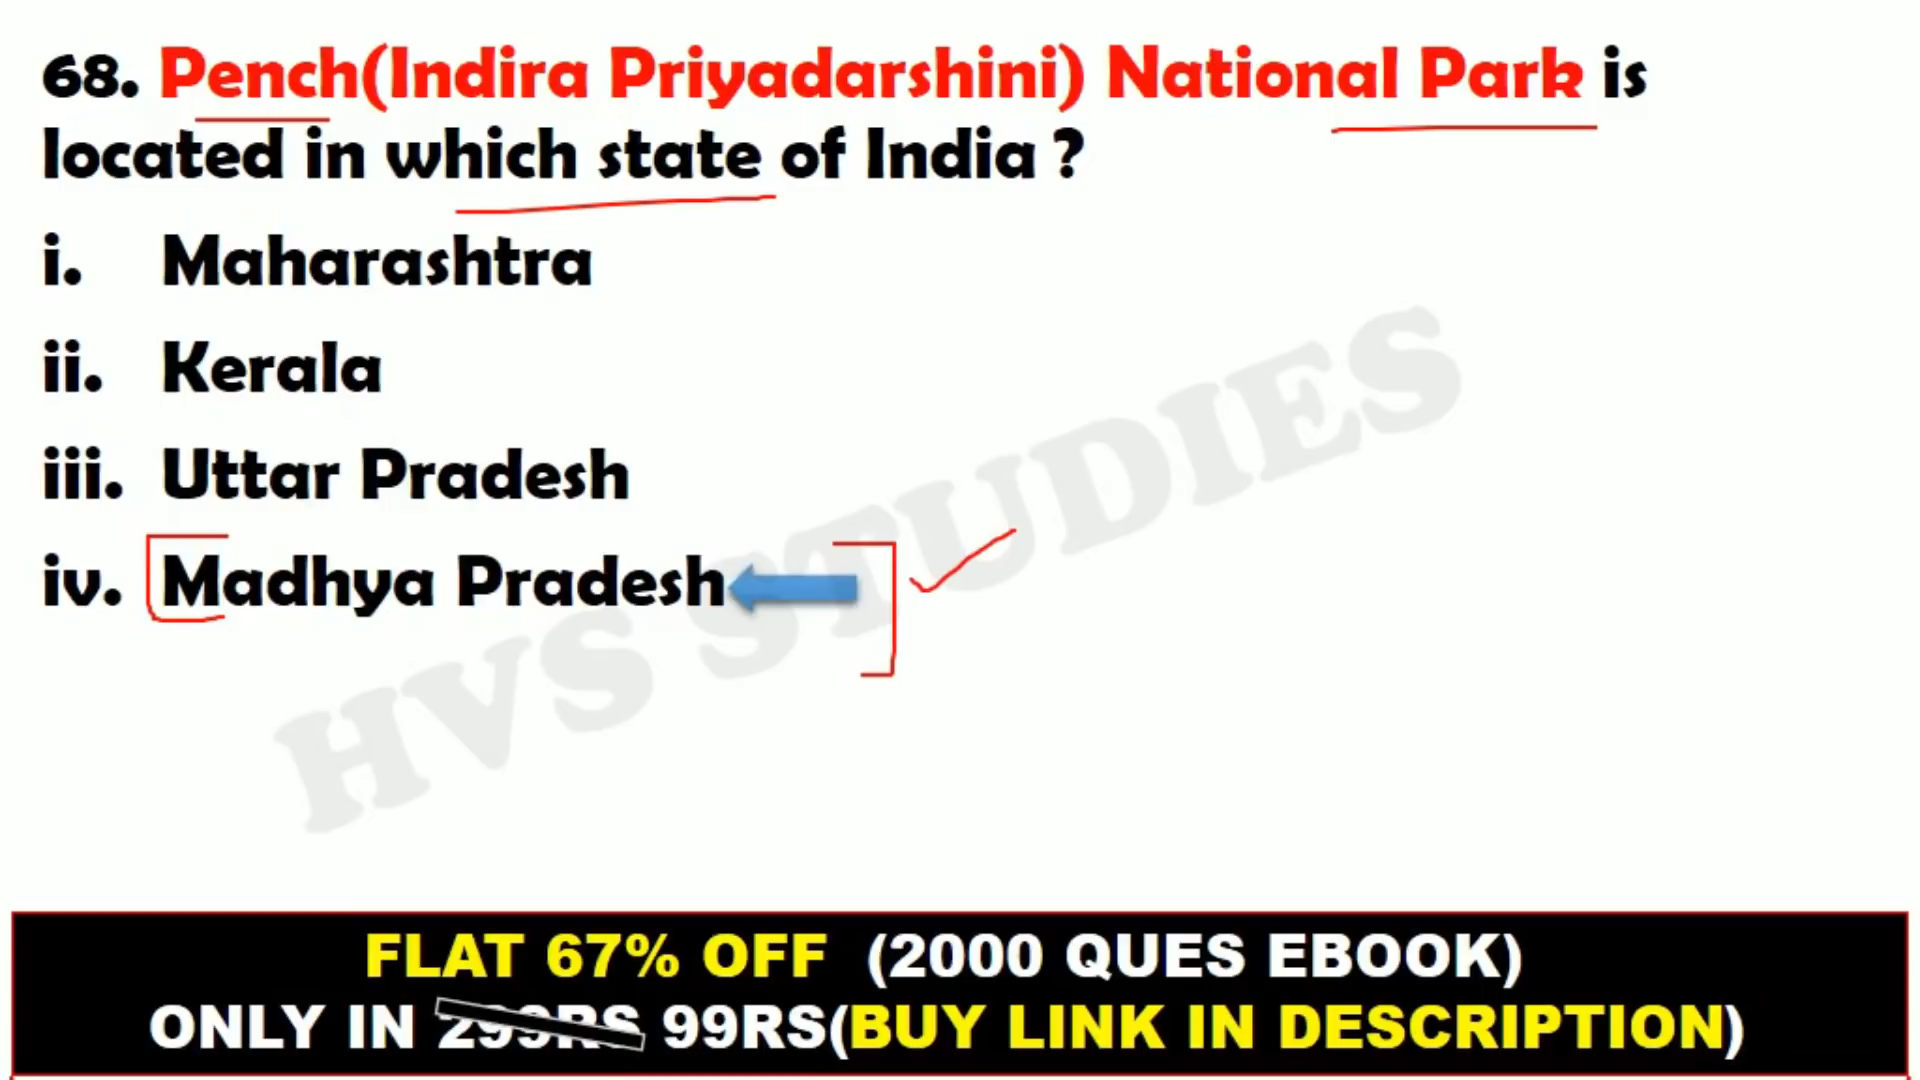 68. Pench(Indira Priyadarshini) National Park is
located in which state of India ?
i. Maharashtra
ii. Kerala
iii. Uttar Pradesh
iv. Madhya Pradesh
HVS STUDIES
FLAT 67% OFF (2000 QUES EBOOK)
ONLY IN 299RS 99RS(BUY LINK IN DESCRIPTION)